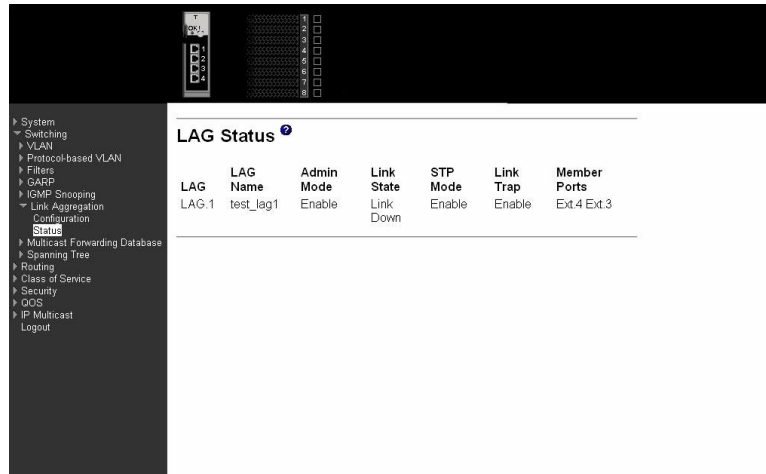 T
OK!
1
2
3
4
1
2
3
4
5
6
7
8
System
Switching
VLAN
Protocol-based VLAN
Filters
GARP
IGMP Snooping
Link Aggregation
Configuration
Status
Multicast Forwarding Database
Spanning Tree
Routing
Class of Service
Security
QOS
IP Multicast
Logout
LAG Status ?
LAG LAG Name Admin Mode Link State STP Mode Link Trap Member Ports
LAG.1 test_lag1 Enable Link Down Enable Enable Ext.4 Ext.3